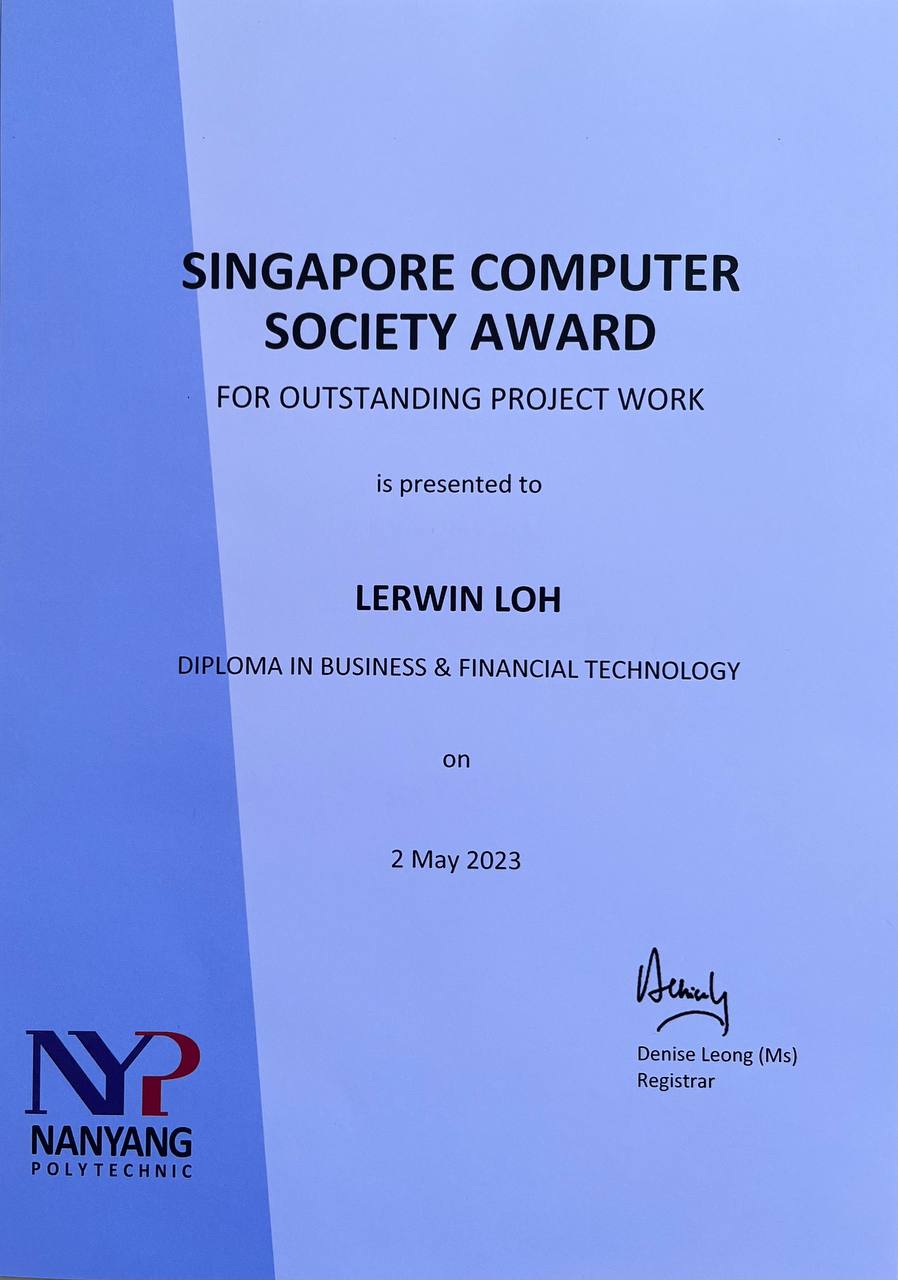 SINGAPORE COMPUTER
SOCIETY AWARD
FOR OUTSTANDING PROJECT WORK
is presented to
LERWIN LOH
DIPLOMA IN BUSINESS & FINANCIAL TECHNOLOGY
on
2 May 2023
Denise Leong (Ms)
Registrar
NYP
NANYANG
POLYTECHNIC